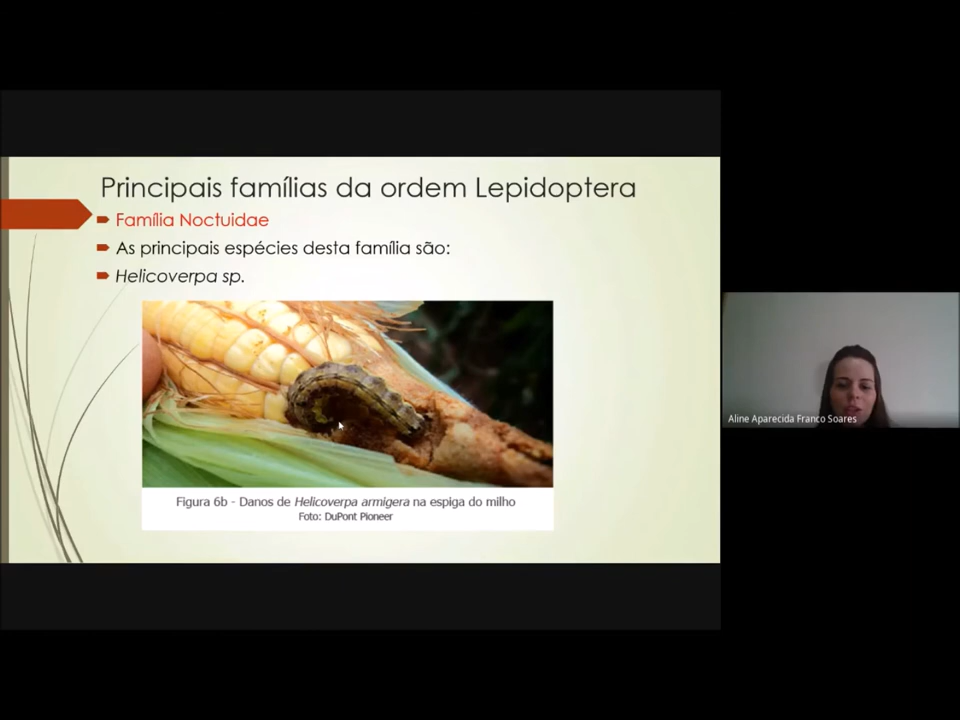 Principais famílias da ordem Lepidoptera
Família Noctuidae
As principais espécies desta família são:
Helicoverpa sp.
Figura 6b - Danos de Helicoverpa armigera na espiga do milho
Foto: DuPont Pioneer
Aline Aparecida Franco Soares